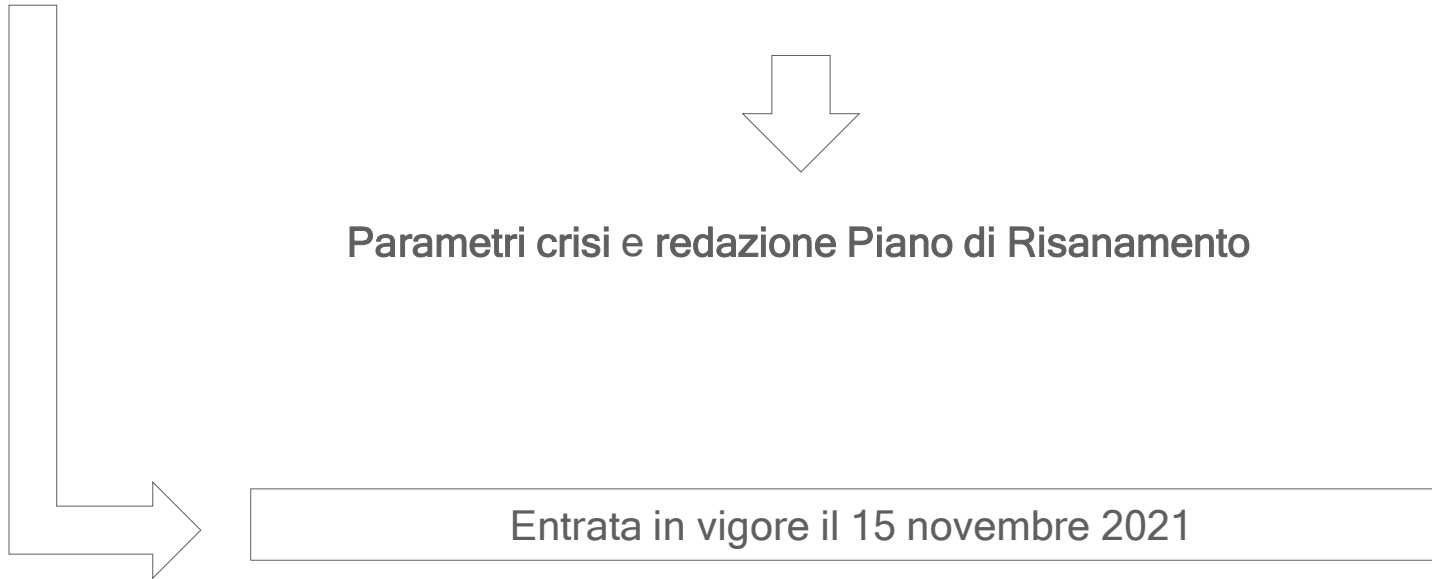 Parametri crisi e redazione Piano di Risanamento
Entrata in vigore il 15 novembre 2021